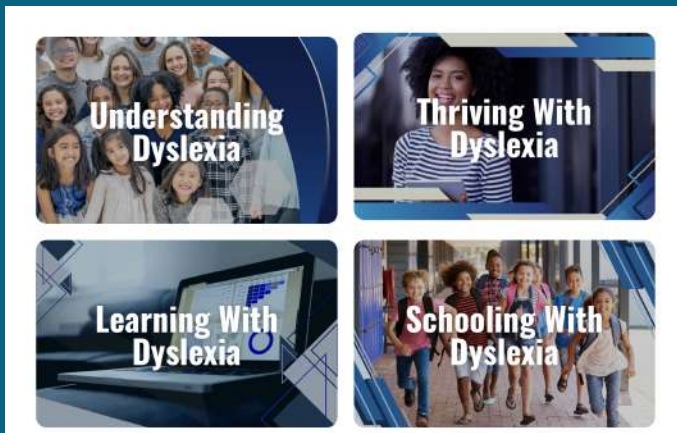 Understanding
Dyslexia
Thriving With
Dyslexia
Learning With
Dyslexia
Schooling With
Dyslexia